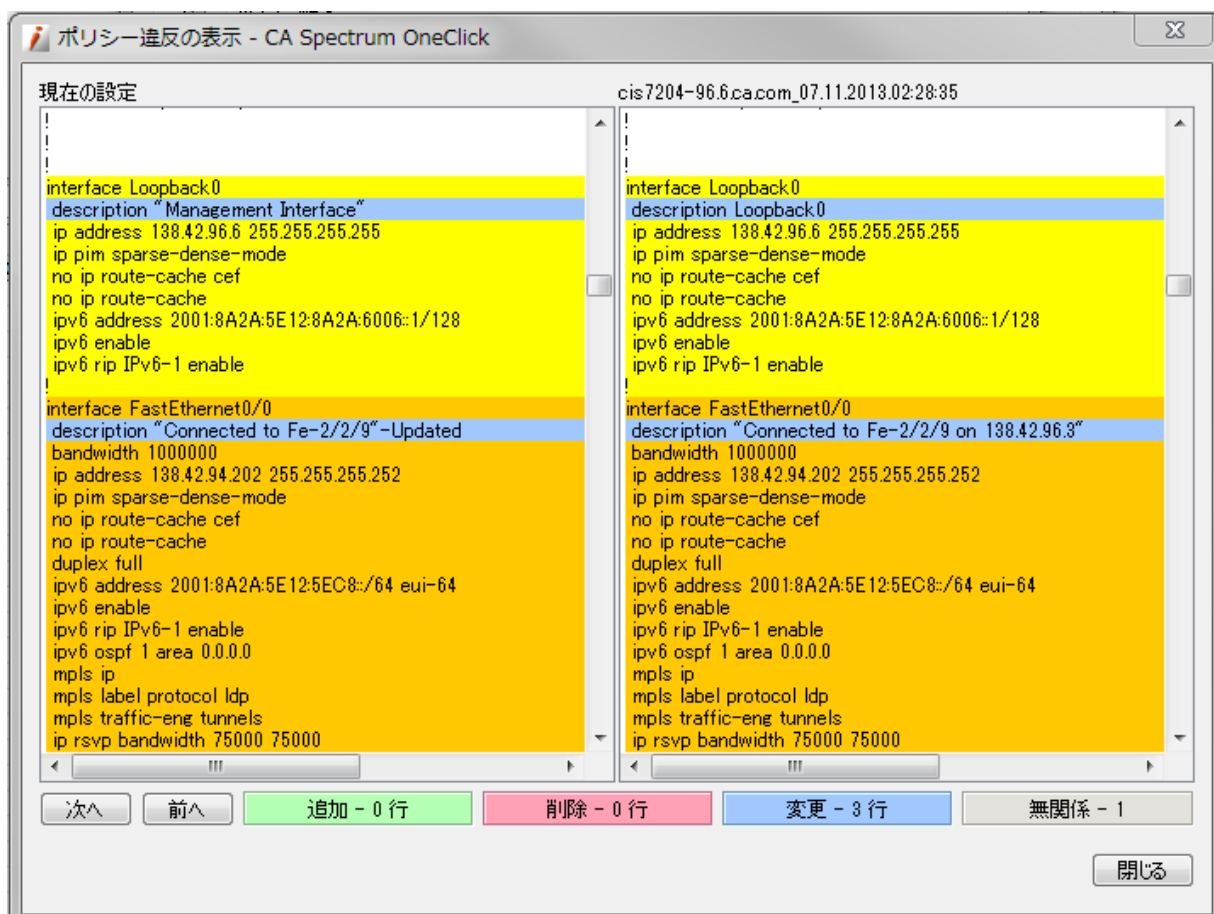 ポリシー違反の表示 - CA Spectrum OneClick
現在の設定
!
!
!
interface Loopback0
description "Management Interface"
ip address 138.42.96.6 255.255.255.255
ip pim sparse-dense-mode
no ip route-cache cef
no ip route-cache
ipv6 address 2001:8A2A:5E12:8A2A:6006::1/128
ipv6 enable
ipv6 rip IPv6-1 enable
!
interface FastEthernet0/0
description "Connected to Fe-2/2/9"-Updated
bandwidth 1000000
ip address 138.42.94.202 255.255.255.252
ip pim sparse-dense-mode
no ip route-cache cef
no ip route-cache
duplex full
ipv6 address 2001:8A2A:5E12:5EC8::/64 eui-64
ipv6 enable
ipv6 rip IPv6-1 enable
ipv6 ospf 1 area 0.0.0.0
mpls ip
mpls label protocol ldp
mpls traffic-eng tunnels
ip rsvp bandwidth 75000 75000
cis7204-96.6.ca.com_07.11.2013.02:28:35
!
!
!
interface Loopback0
description Loopback0
ip address 138.42.96.6 255.255.255.255
ip pim sparse-dense-mode
no ip route-cache cef
no ip route-cache
ipv6 address 2001:8A2A:5E12:8A2A:6006::1/128
ipv6 enable
ipv6 rip IPv6-1 enable
!
interface FastEthernet0/0
description "Connected to Fe-2/2/9 on 138.42.96.3"
bandwidth 1000000
ip address 138.42.94.202 255.255.255.252
ip pim sparse-dense-mode
no ip route-cache cef
no ip route-cache
duplex full
ipv6 address 2001:8A2A:5E12:5EC8::/64 eui-64
ipv6 enable
ipv6 rip IPv6-1 enable
ipv6 ospf 1 area 0.0.0.0
mpls ip
mpls label protocol ldp
mpls traffic-eng tunnels
ip rsvp bandwidth 75000 75000
次へ 前へ 追加 - 0 行 削除 - 0 行 変更 - 3 行 無関係 - 1
閉じる